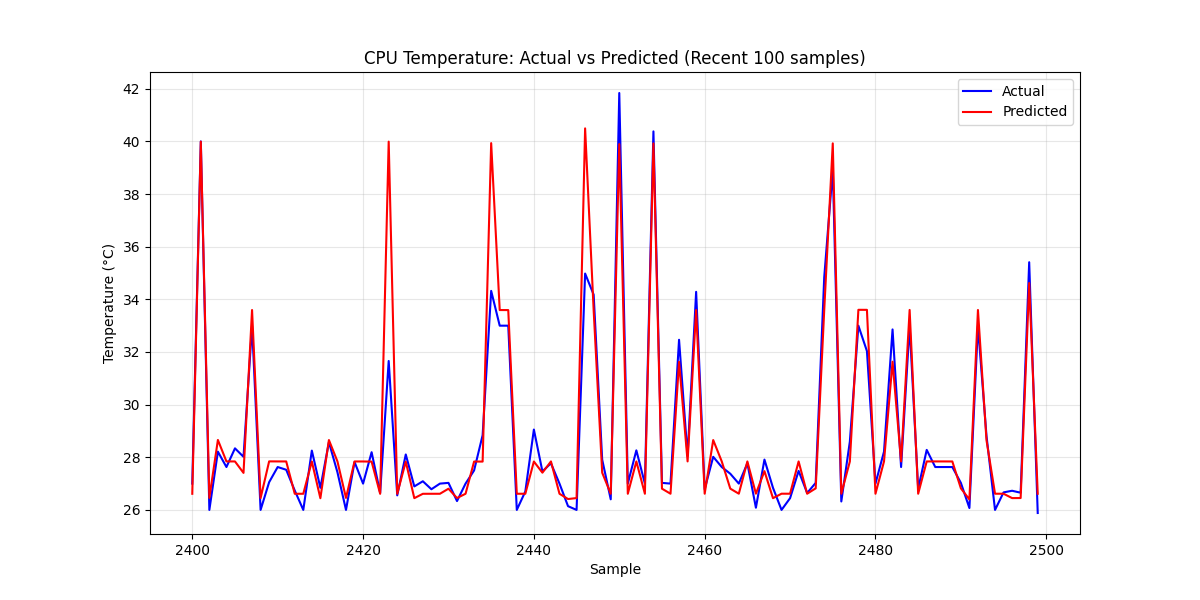 CPU Temperature: Actual vs Predicted (Recent 100 samples)
Actual
Predicted
42
40
38
36
34
32
30
28
26
Temperature (°C)
2400 2420 2440 2460 2480 2500
Sample